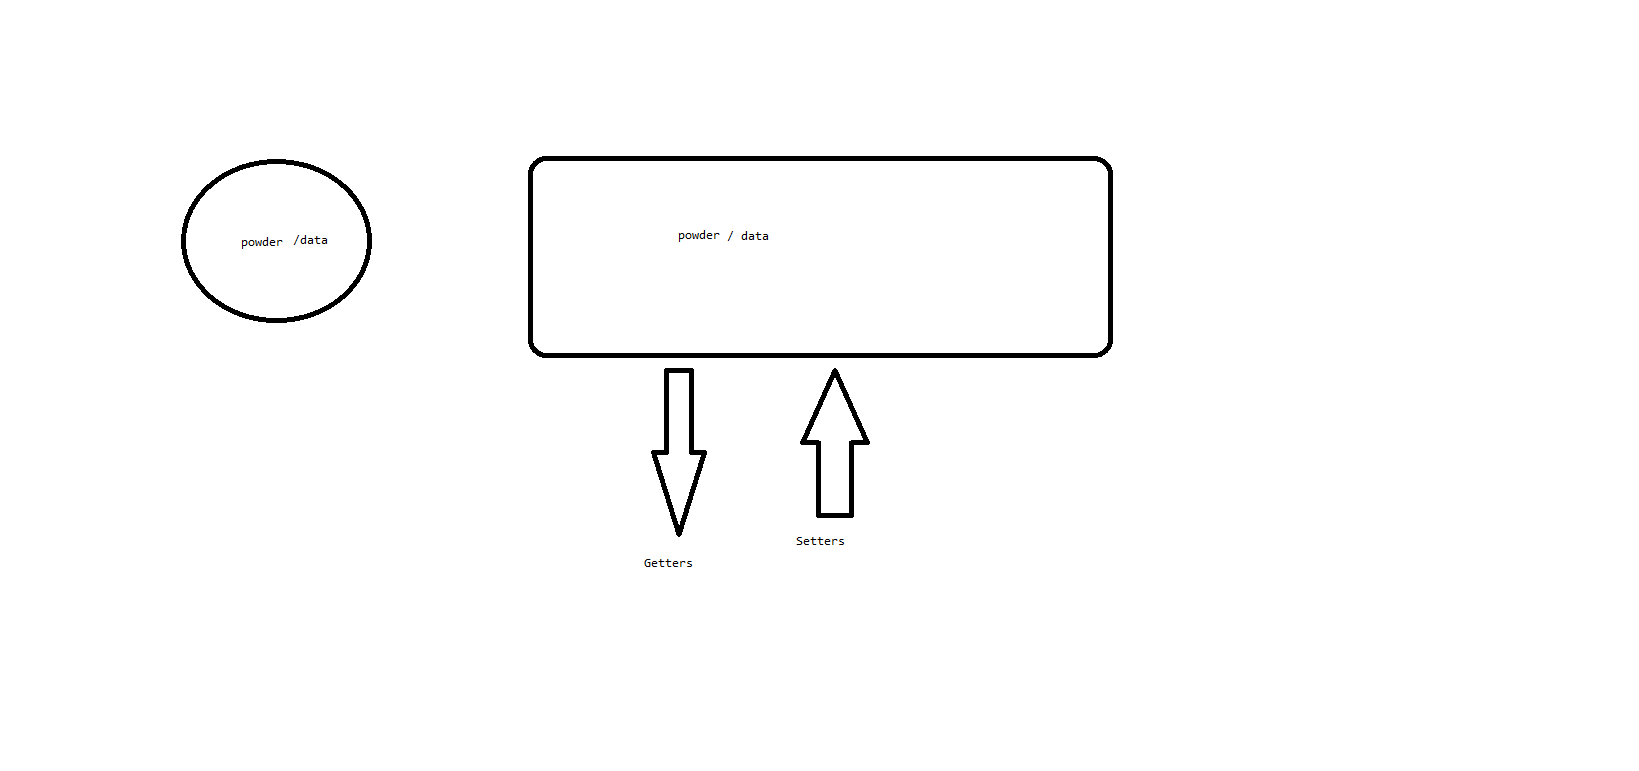 powder /data
powder / data
Getters
Setters